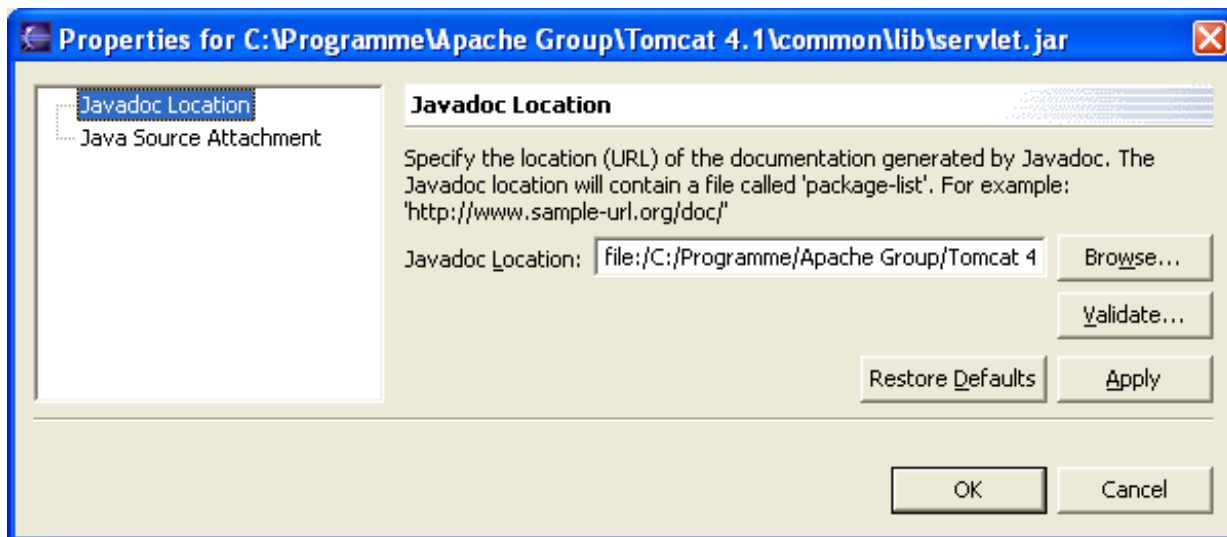 Properties for C:\Programme\Apache Group\Tomcat 4.1\common\lib\servlet.jar
Javadoc Location
Java Source Attachment
Javadoc Location
Specify the location (URL) of the documentation generated by Javadoc. The
Javadoc location will contain a file called 'package-list'. For example:
'http://www.sample-url.org/doc/'
Javadoc Location: file:/C:/Programme/Apache Group/Tomcat 4 Browse...
Validate...
Restore Defaults Apply
OK Cancel